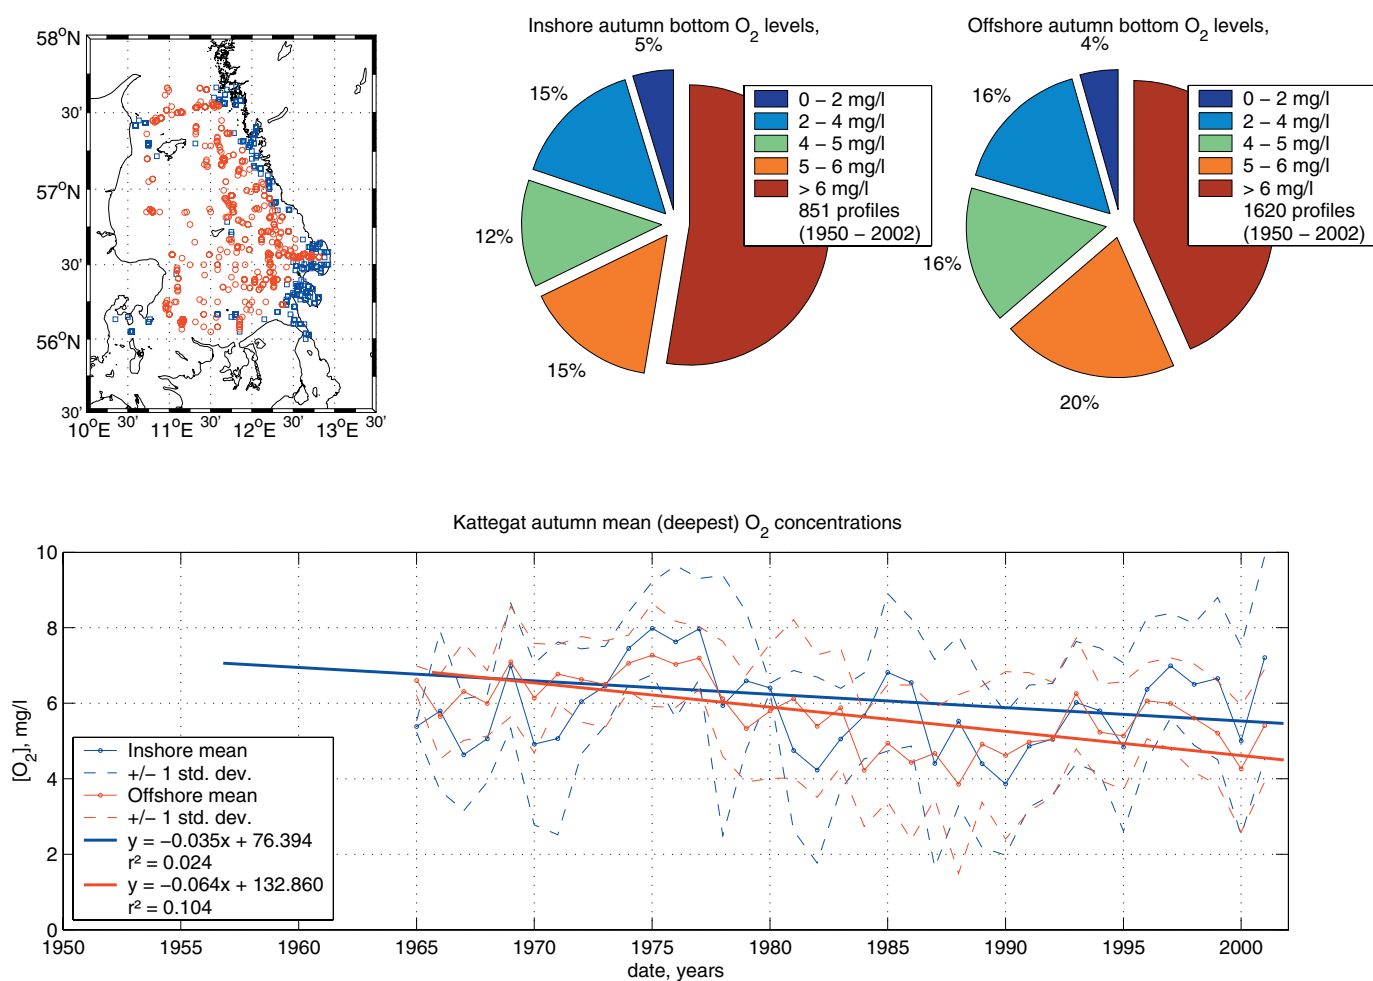 58°N
30'
57°N
30'
56°N
30'
10°E 30' 11°E 30' 12°E 30' 13°E 30'
Inshore autumn bottom O2 levels,
5%
15%
12%
15%
0 – 2 mg/l
2 – 4 mg/l
4 – 5 mg/l
5 – 6 mg/l
> 6 mg/l
851 profiles
(1950 – 2002)
Offshore autumn bottom O2 levels,
4%
16%
16%
20%
0 – 2 mg/l
2 – 4 mg/l
4 – 5 mg/l
5 – 6 mg/l
> 6 mg/l
1620 profiles
(1950 – 2002)
Kattegat autumn mean (deepest) O2 concentrations
10
8
6
4
2
0
[O2], mg/l
Inshore mean
+/− 1 std. dev.
Offshore mean
+/− 1 std. dev.
y = −0.035x + 76.394
r² = 0.024
y = −0.064x + 132.860
r² = 0.104
1950 1955 1960 1965 1970 1975 1980 1985 1990 1995 2000
date, years